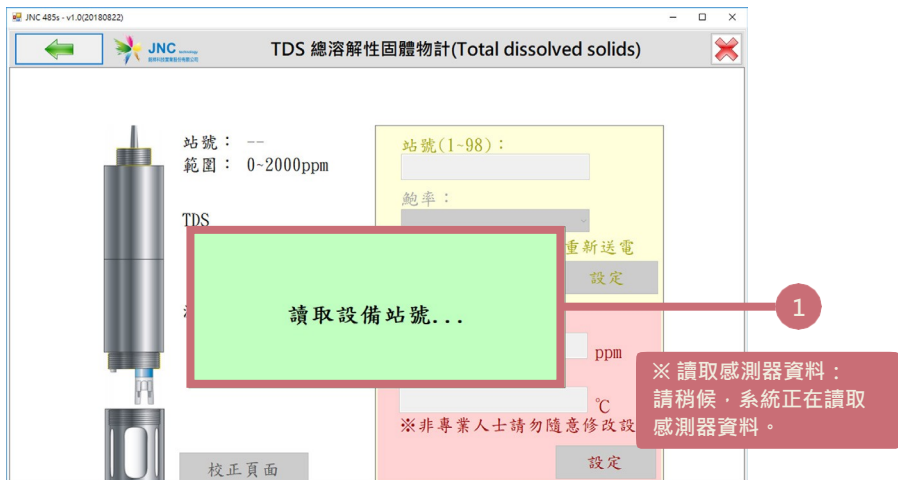 JNC 485s - v1.0(20180822)
JNC technology
TDS 總溶解性固體物計(Total dissolved solids)
站號： --
範圍： 0~2000ppm
TDS
站號(1~98)：
鮑率：
重新送電
設定
讀取設備站號...
1
ppm
℃
※非專業人士請勿隨意修改設
設定
校正頁面
※ 讀取感測器資料：
請稍候，系統正在讀取
感測器資料。